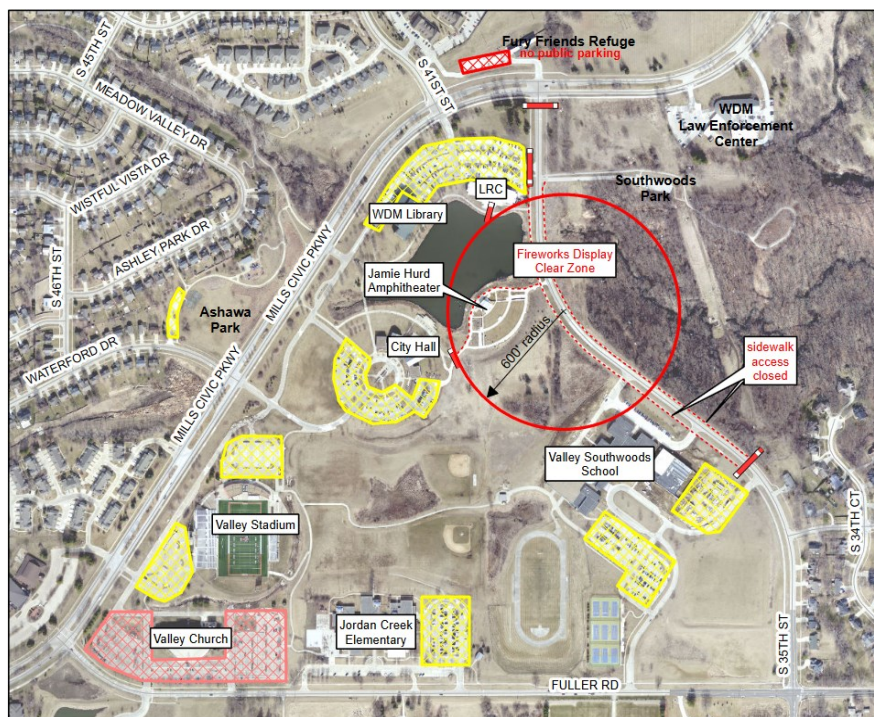 Fury Friends Refuge
no public parking
S 45TH ST
S 41ST ST
MEADOW VALLEY DR
WDM
Law Enforcement
Center
WISTFUL VISTA DR
LRC
Southwoods
Park
WDM Library
ASHLEY PARK DR
S 46TH ST
MILLS CIVIC PKWY
Fireworks Display
Clear Zone
Jamie Hurd
Amphitheater
Ashawa
Park
600' radius
City Hall
sidewalk
access
closed
WATERFORD DR
MILLS CIVIC PKWY
Valley Southwoods
School
Valley Stadium
S 34TH CT
Valley Church
Jordan Creek
Elementary
S 35TH ST
FULLER RD